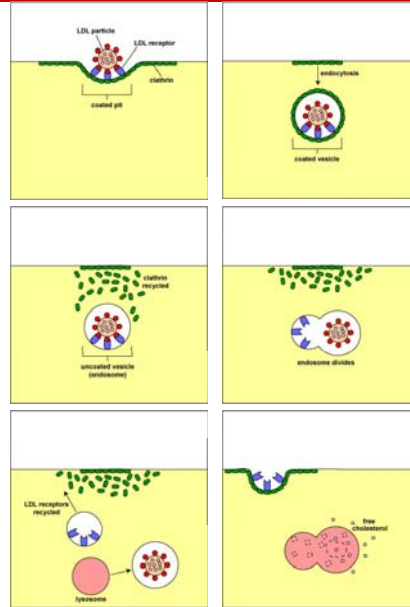 LDL particle
LDL receptor
clathrin
coated pit
endocytosis
coated vesicle
clathrin
recycled
uncoated vesicle
(endosome)
endosome divides
LDL receptors
recycled
lysosome
free
cholesterol